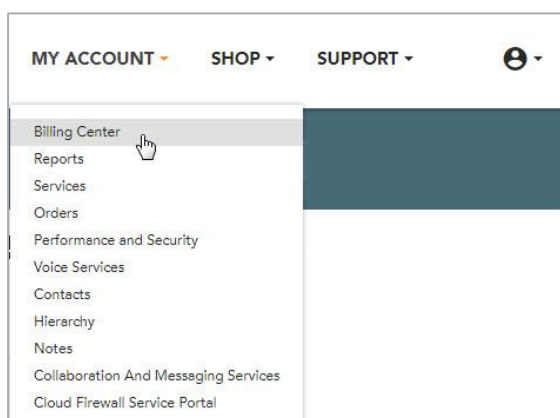 MY ACCOUNT SHOP SUPPORT
Billing Center
Reports
Services
Orders
Performance and Security
Voice Services
Contacts
Hierarchy
Notes
Collaboration And Messaging Services
Cloud Firewall Service Portal